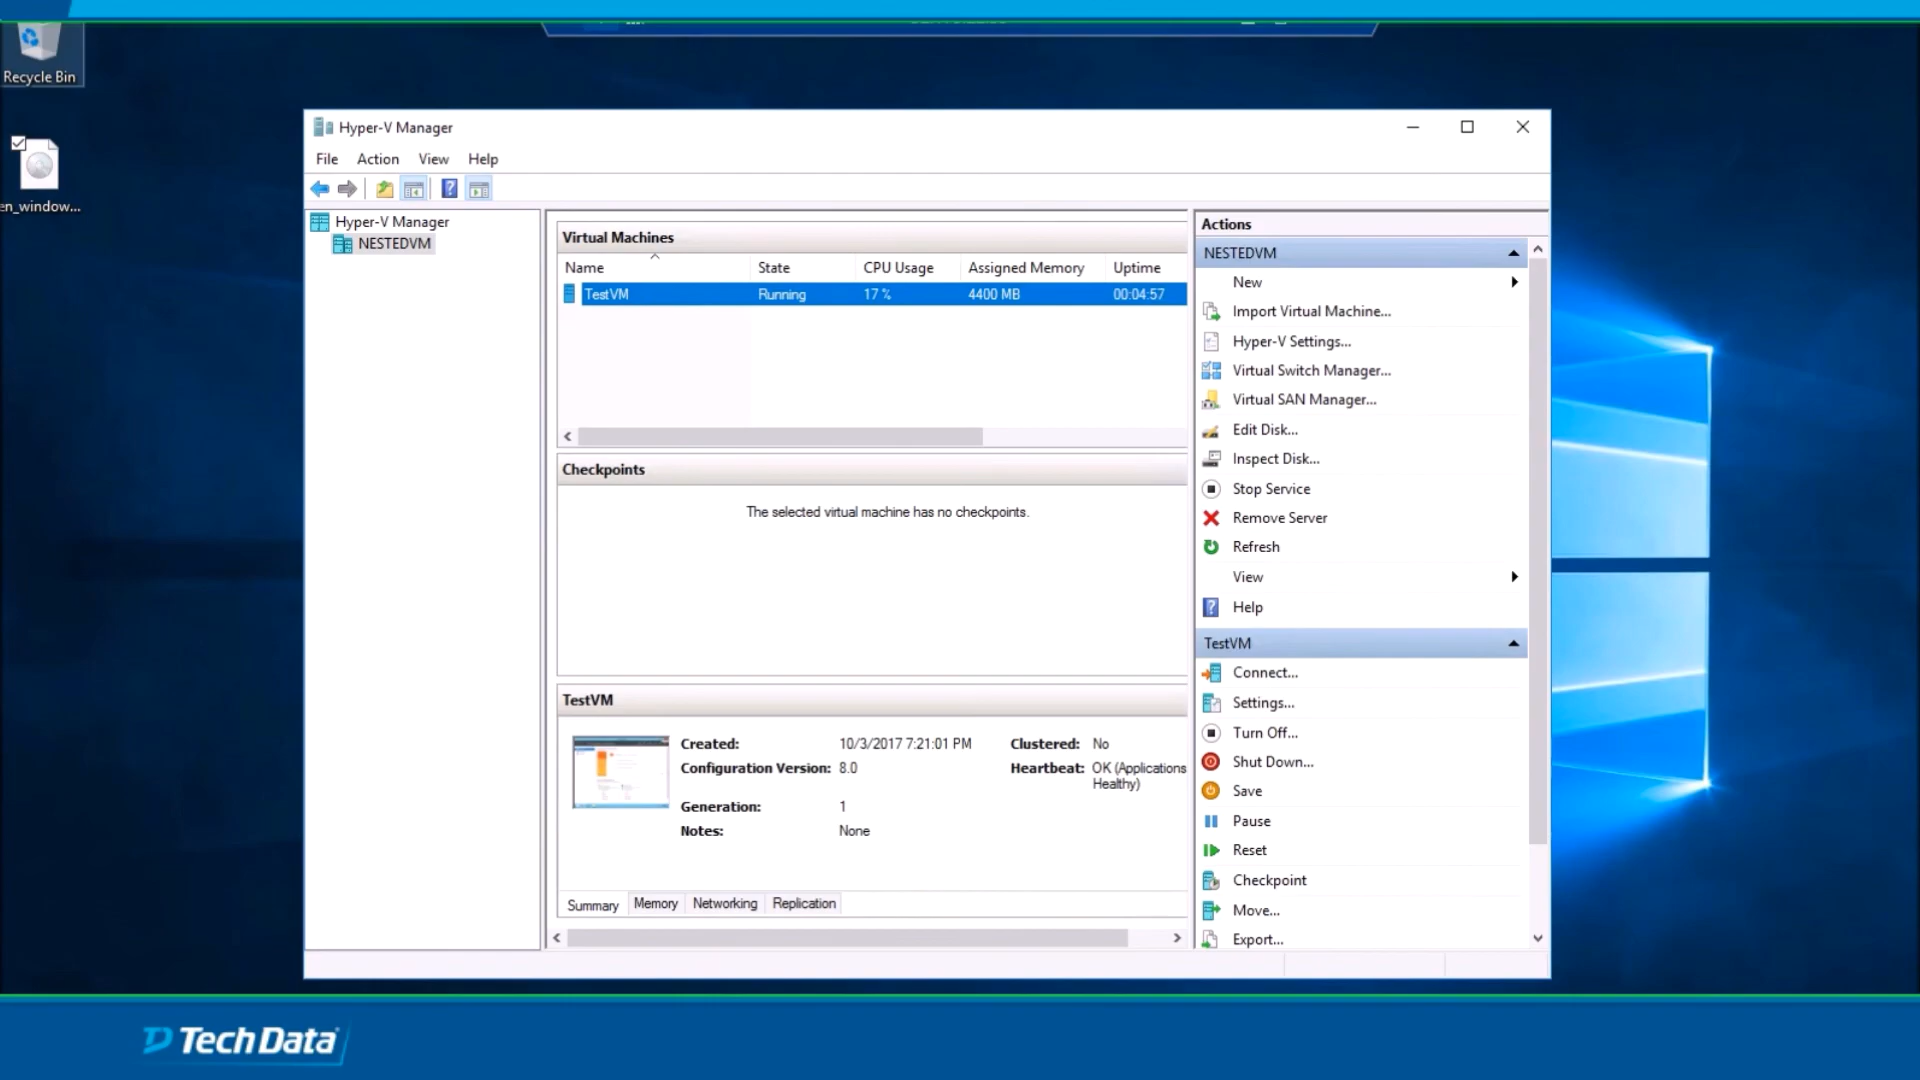 Recycle Bin
en_window...
Hyper-V Manager
File Action View Help
Hyper-V Manager
NESTEDVM
Virtual Machines
Name State CPU Usage Assigned Memory Uptime
TestVM Running 17 % 4400 MB 00:04:57
Checkpoints
The selected virtual machine has no checkpoints.
TestVM
Created: 10/3/2017 7:21:01 PM Clustered: No
Configuration Version: 8.0 Heartbeat: OK (Applications
Healthy)
Generation: 1
Notes: None
Summary Memory Networking Replication
Actions
NESTEDVM
New
Import Virtual Machine...
Hyper-V Settings...
Virtual Switch Manager...
Virtual SAN Manager...
Edit Disk...
Inspect Disk...
Stop Service
Remove Server
Refresh
View
Help
TestVM
Connect...
Settings...
Turn Off...
Shut Down...
Save
Pause
Reset
Checkpoint
Move...
Export...
Tech Data